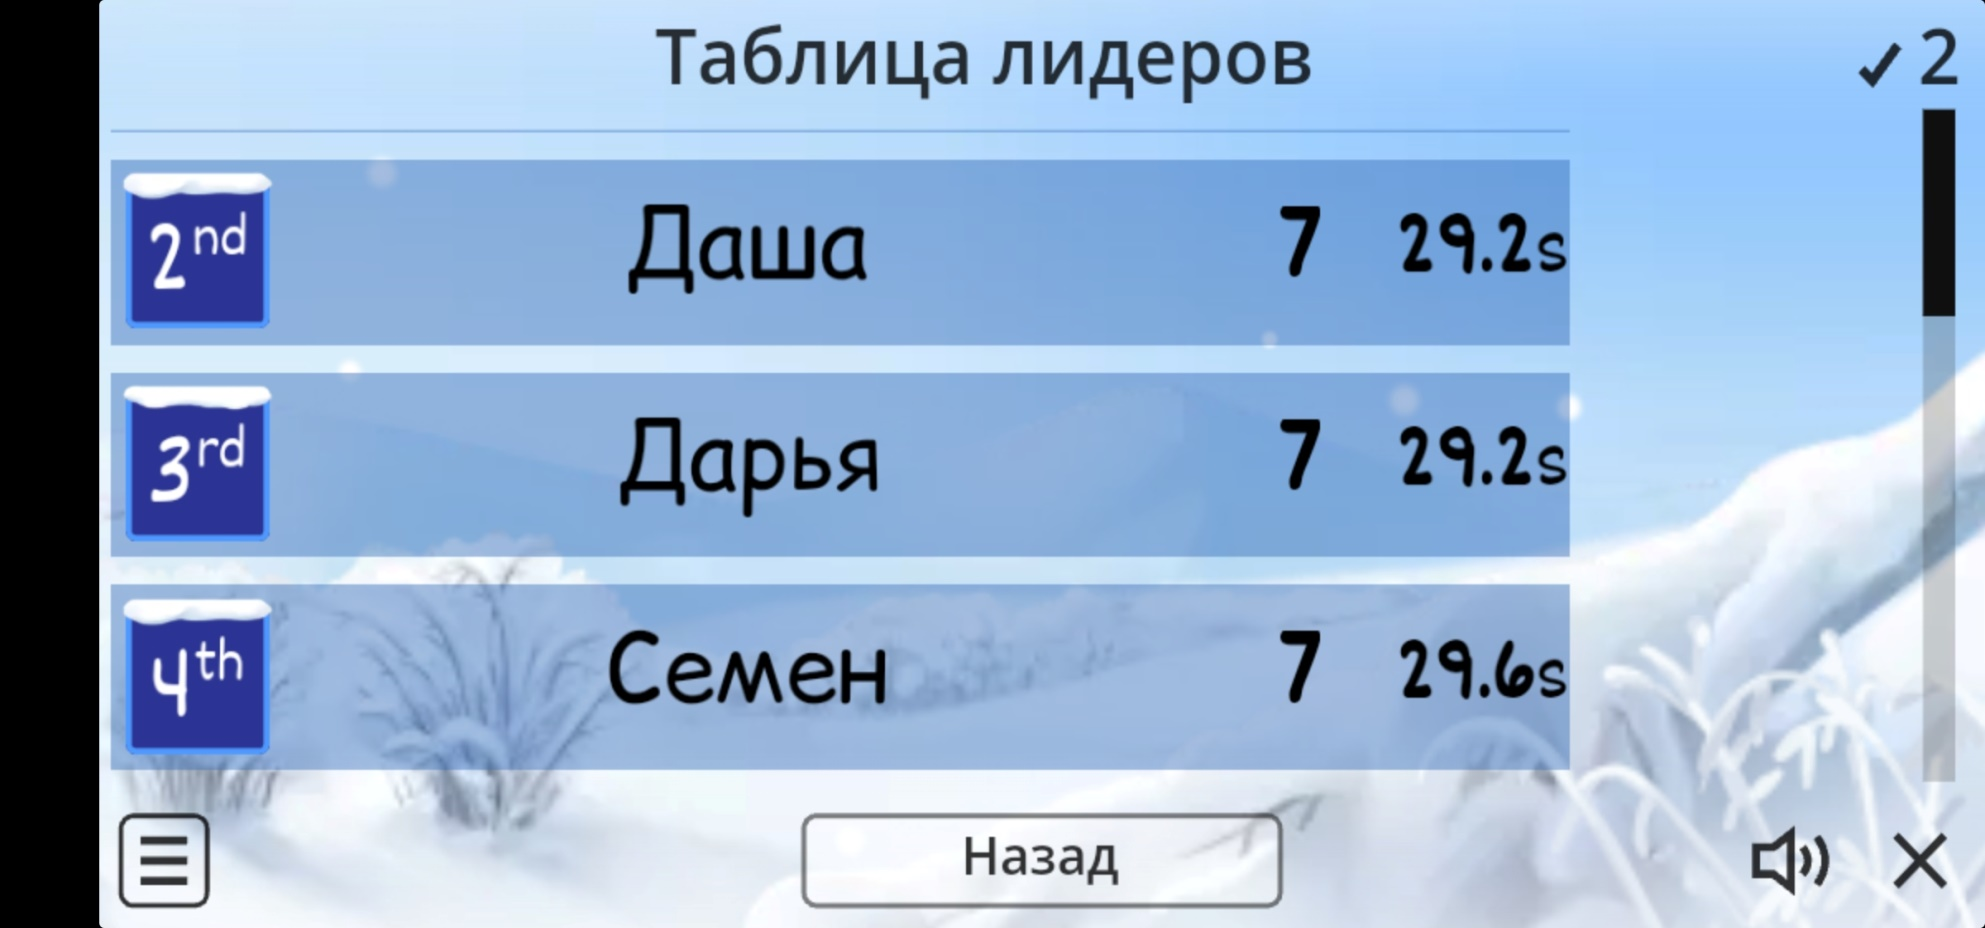 Таблица лидеров
✓ 2
2nd Даша 7 29.2s
3rd Дарья 7 29.2s
4th Семен 7 29.6s
Назад